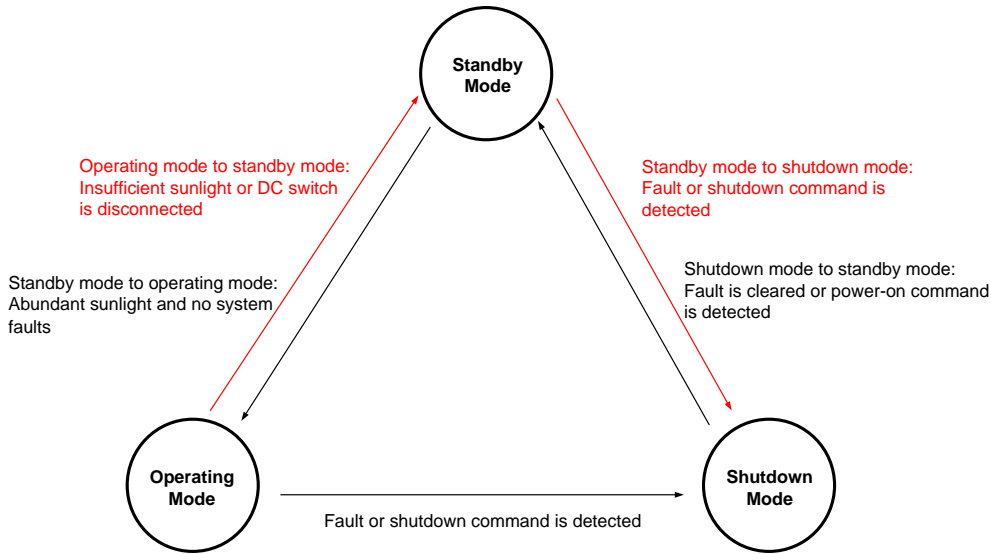 Standby
Mode
Operating mode to standby mode:
Insufficient sunlight or DC switch
is disconnected
Standby mode to shutdown mode:
Fault or shutdown command is
detected
Standby mode to operating mode:
Abundant sunlight and no system
faults
Shutdown mode to standby mode:
Fault is cleared or power-on command
is detected
Operating
Mode
Shutdown
Mode
Fault or shutdown command is detected